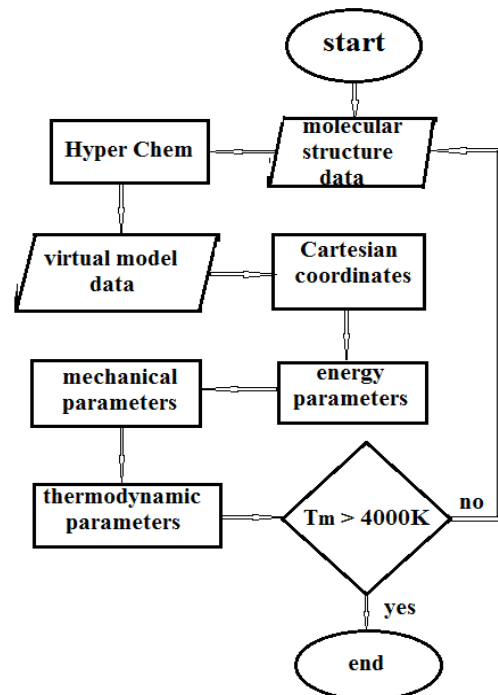 start
molecular
structure
data
Hyper Chem
virtual model
data
Cartesian
coordinates
energy
parameters
mechanical
parameters
thermodynamic
parameters
Tm > 4000K
no
yes
end